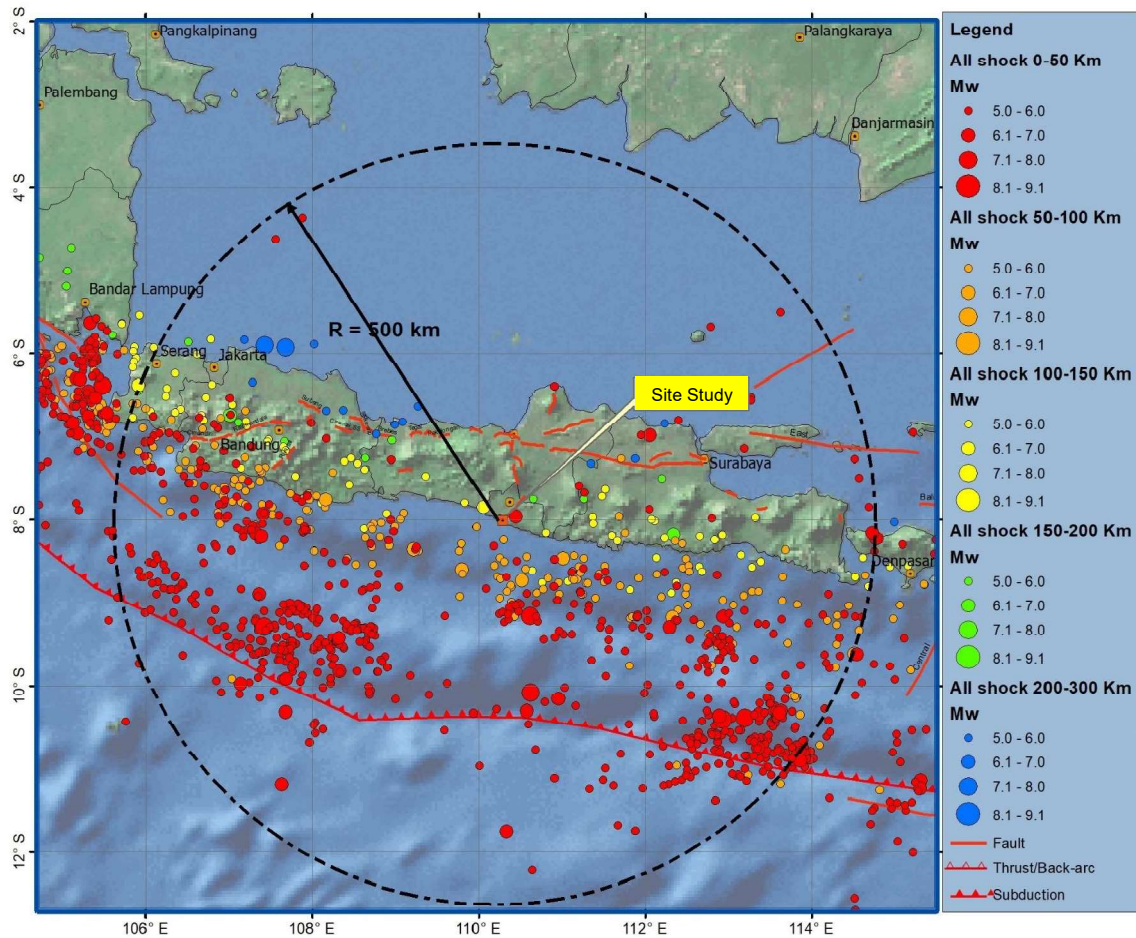 2° S
4° S
6° S
8° S
10° S
12° S
106° E
108° E
110° E
112° E
114° E
Pangkalpinang
Palangkaraya
Palembang
Banjarmasin
Bandar Lampung
R = 500 km
Serang
Jakarta
Site Study
Bandung
East
Surabaya
Denpasar
Central
Legend
All shock 0-50 Km
Mw
5.0 - 6.0
6.1 - 7.0
7.1 - 8.0
8.1 - 9.1
All shock 50-100 Km
Mw
5.0 - 6.0
6.1 - 7.0
7.1 - 8.0
8.1 - 9.1
All shock 100-150 Km
Mw
5.0 - 6.0
6.1 - 7.0
7.1 - 8.0
8.1 - 9.1
All shock 150-200 Km
Mw
5.0 - 6.0
6.1 - 7.0
7.1 - 8.0
8.1 - 9.1
All shock 200-300 Km
Mw
5.0 - 6.0
6.1 - 7.0
7.1 - 8.0
8.1 - 9.1
Fault
Thrust/Back-arc
Subduction